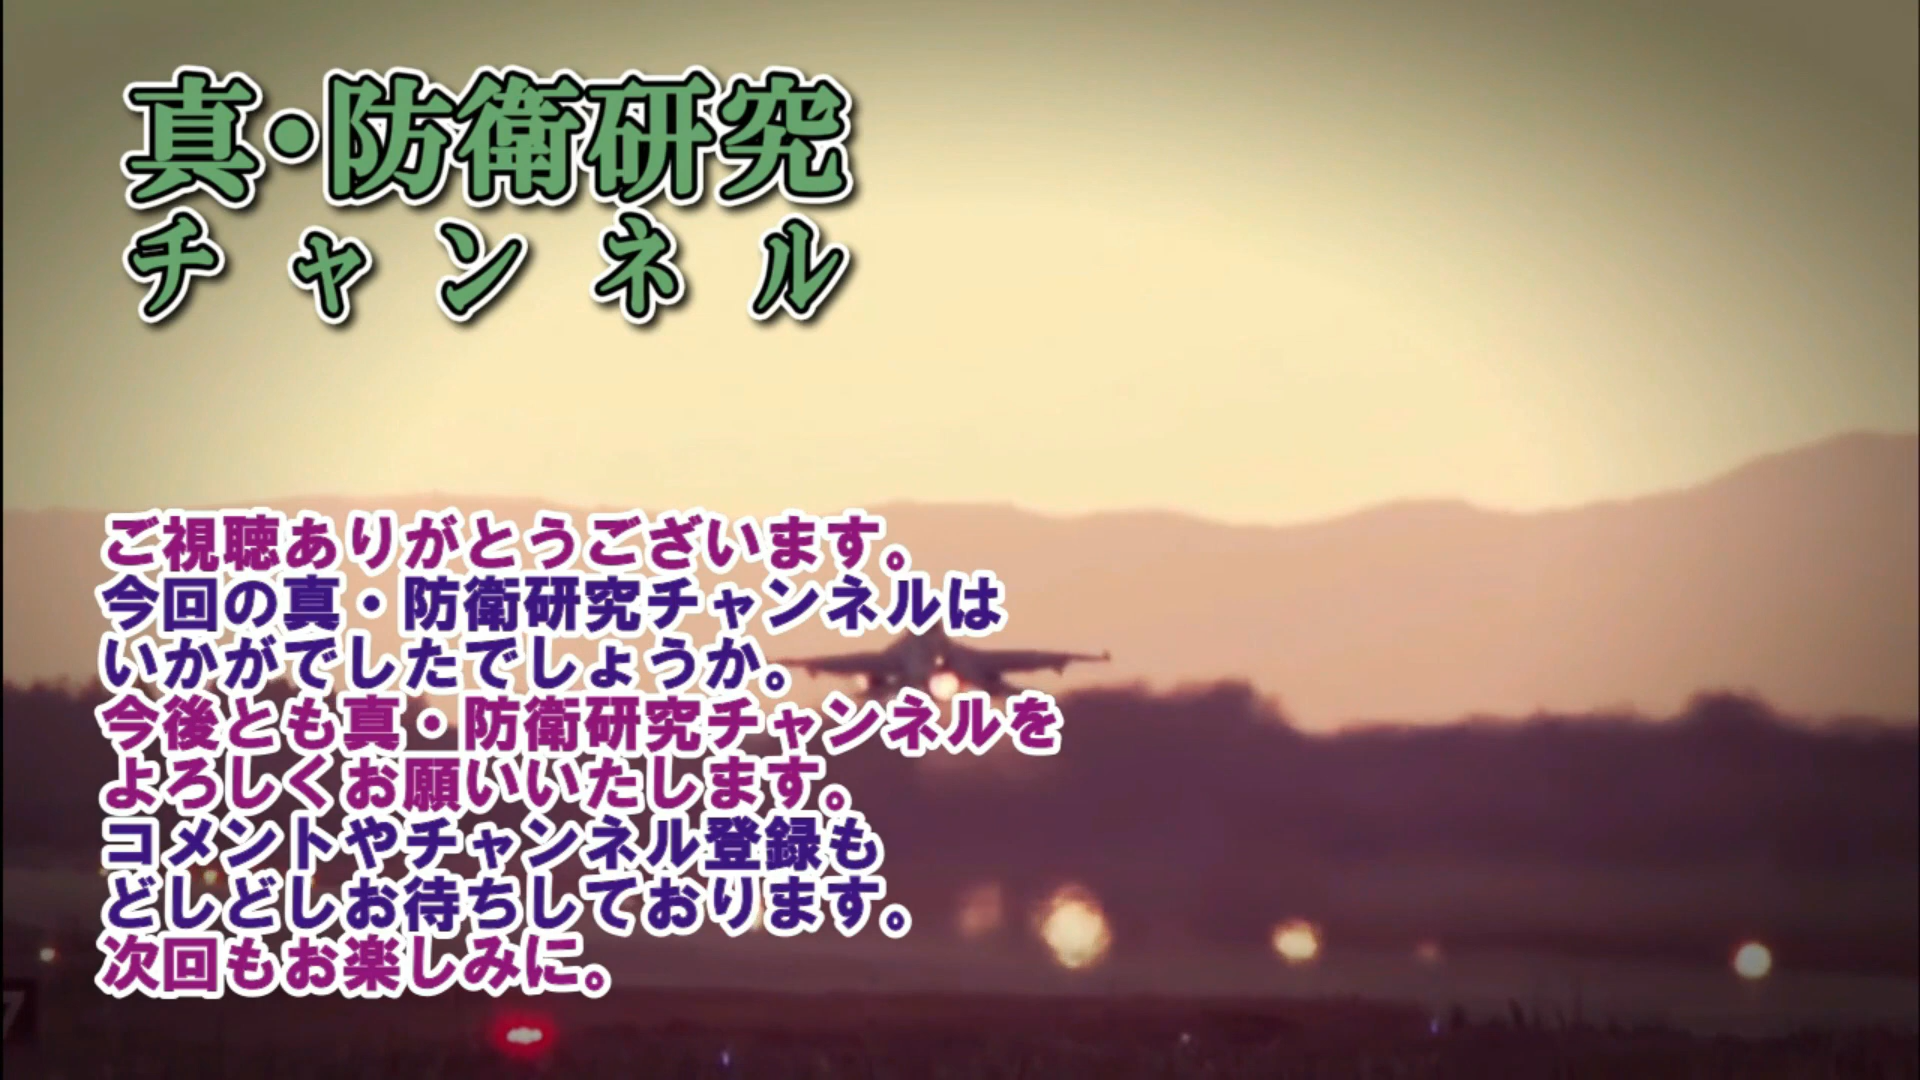 真・防衛研究
チャンネル
ご視聴ありがとうございます。
今回の真・防衛研究チャンネルは
いかがでしたでしょうか。
今後とも真・防衛研究チャンネルを
よろしくお願いいたします。
コメントやチャンネル登録も
どしどしお待ちしております。
次回もお楽しみに。
7